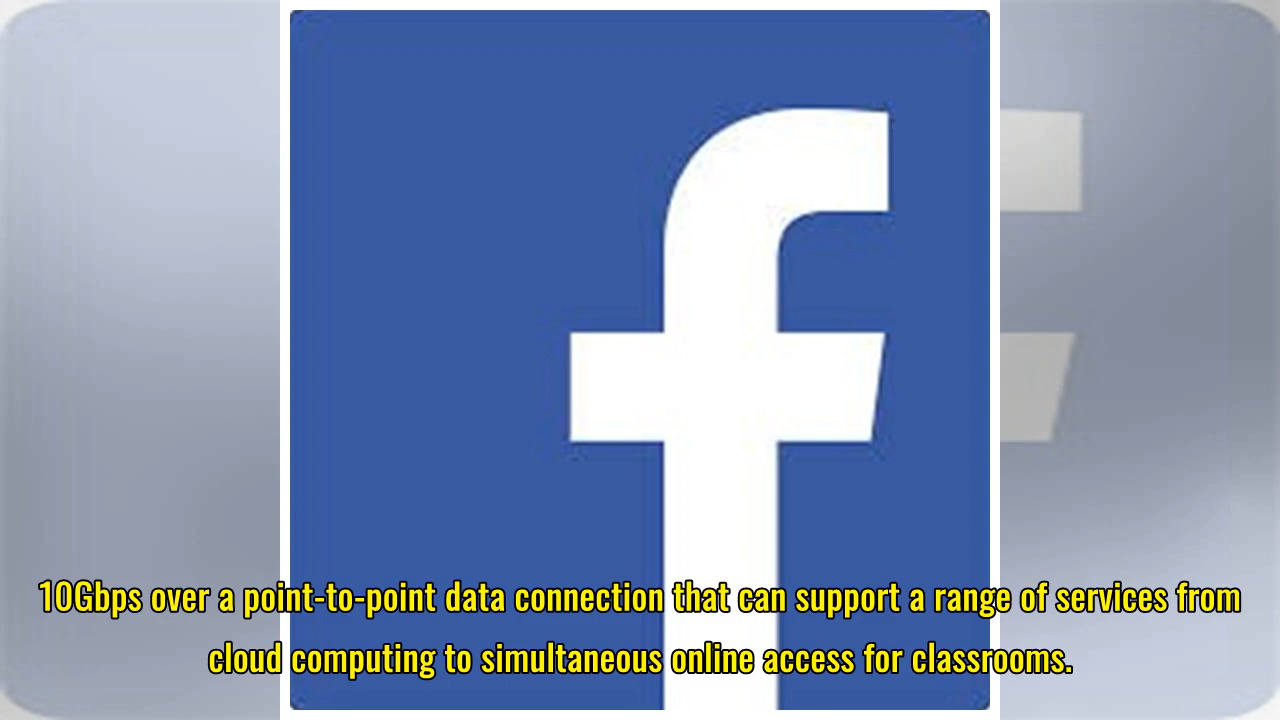 f
10Gbps over a point-to-point data connection that can support a range of services from
cloud computing to simultaneous online access for classrooms.